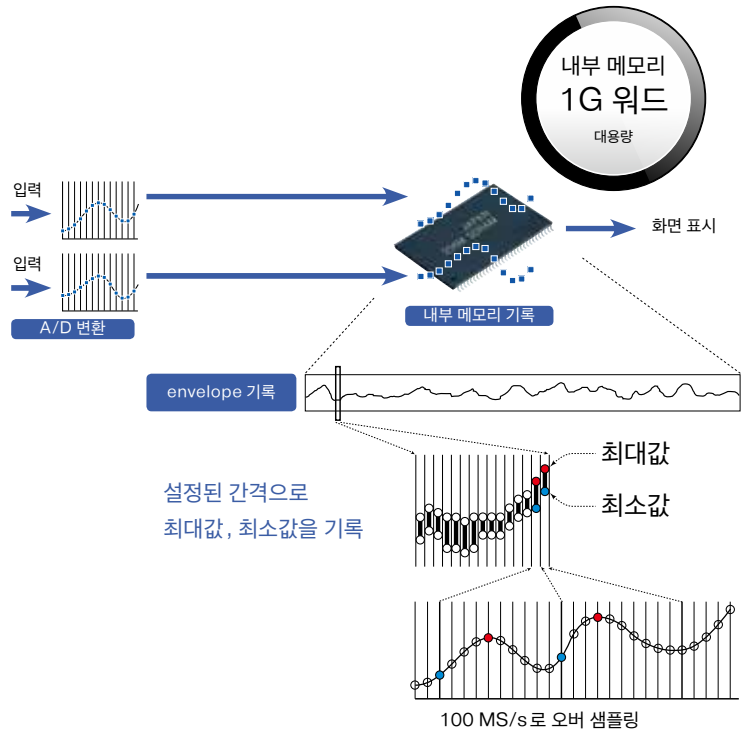 내부 메모리
1G 워드
대용량
입력
입력
A/D 변환
내부 메모리 기록
화면 표시
envelope 기록
최대값
최소값
설정된 간격으로
최대값, 최소값을 기록
100 MS/s로 오버 샘플링